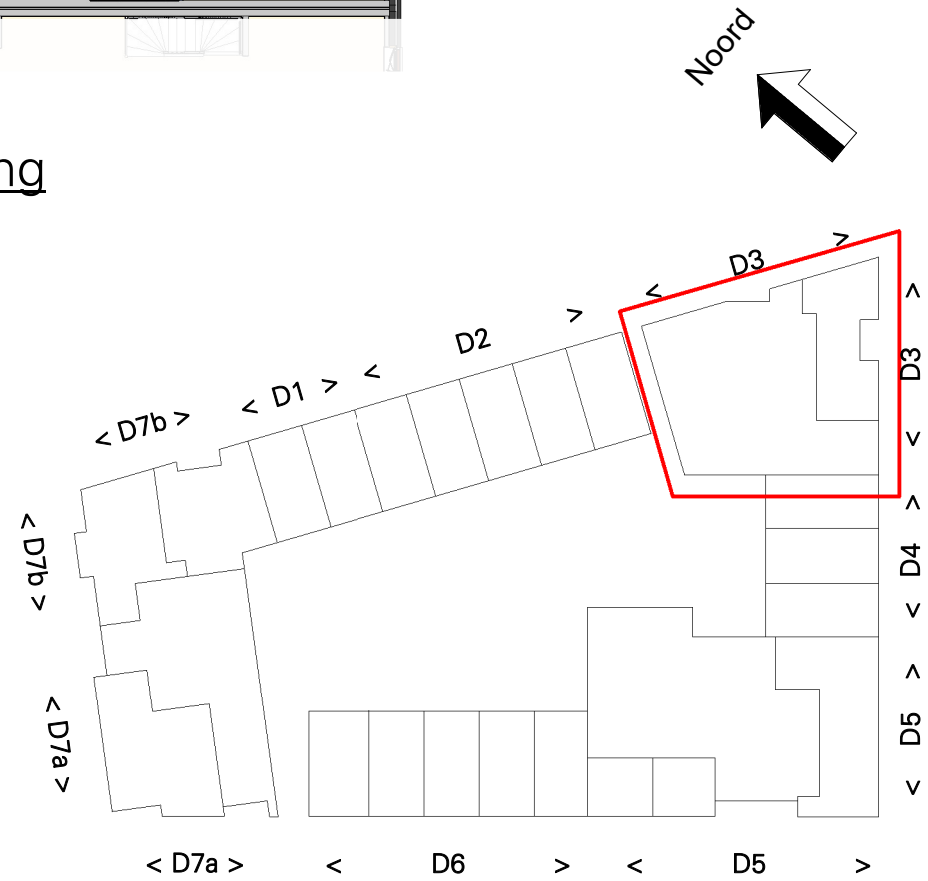 Noord
ng
< D3 >
< D3 >
< D2 >
< D1 >
< D7b >
< D7b >
< D4 >
< D7a >
< D5 >
< D7a >
< D6 >
< D5 >